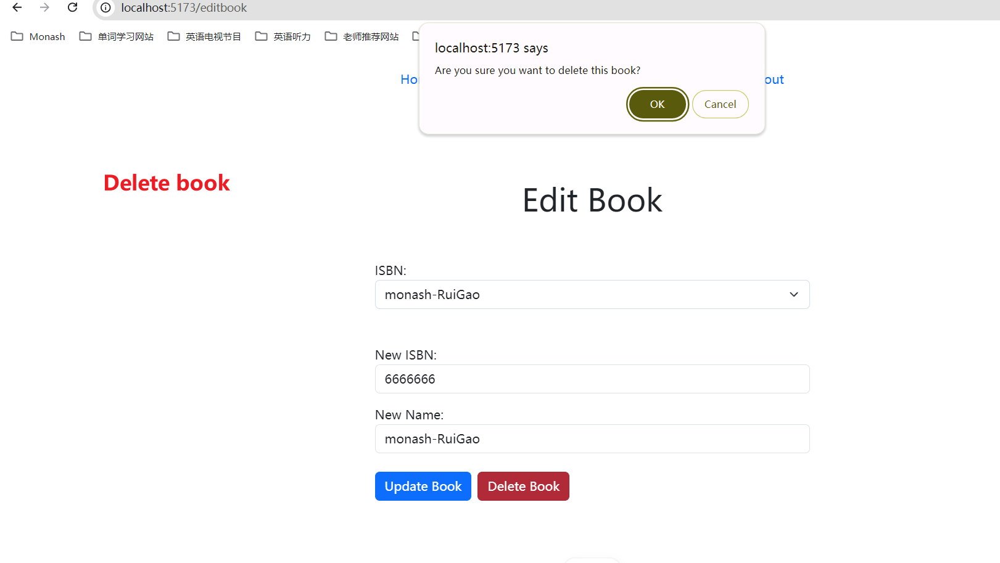 localhost:5173/editbook
Monash 单词学习网站 英语电视节目 英语听力 老师推荐网站
localhost:5173 says
Are you sure you want to delete this book?
Ho out
OK Cancel
Delete book
Edit Book
ISBN:
monash-RuiGao
New ISBN:
6666666
New Name:
monash-RuiGao
Update Book Delete Book